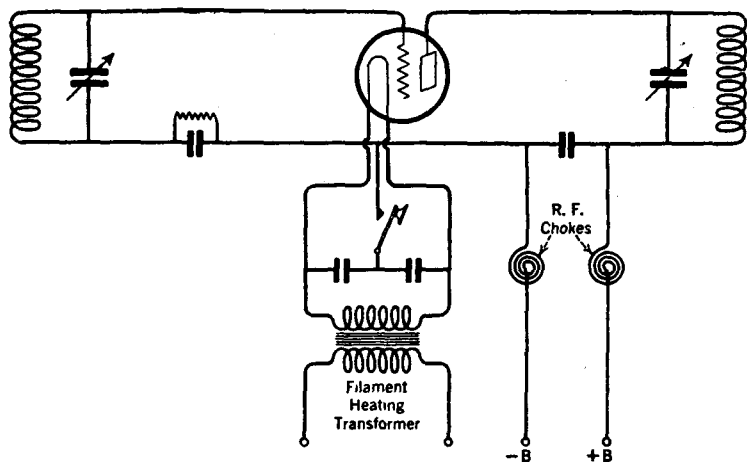 R. F.
Chokes
Filament
Heating
Transformer
–B
+B